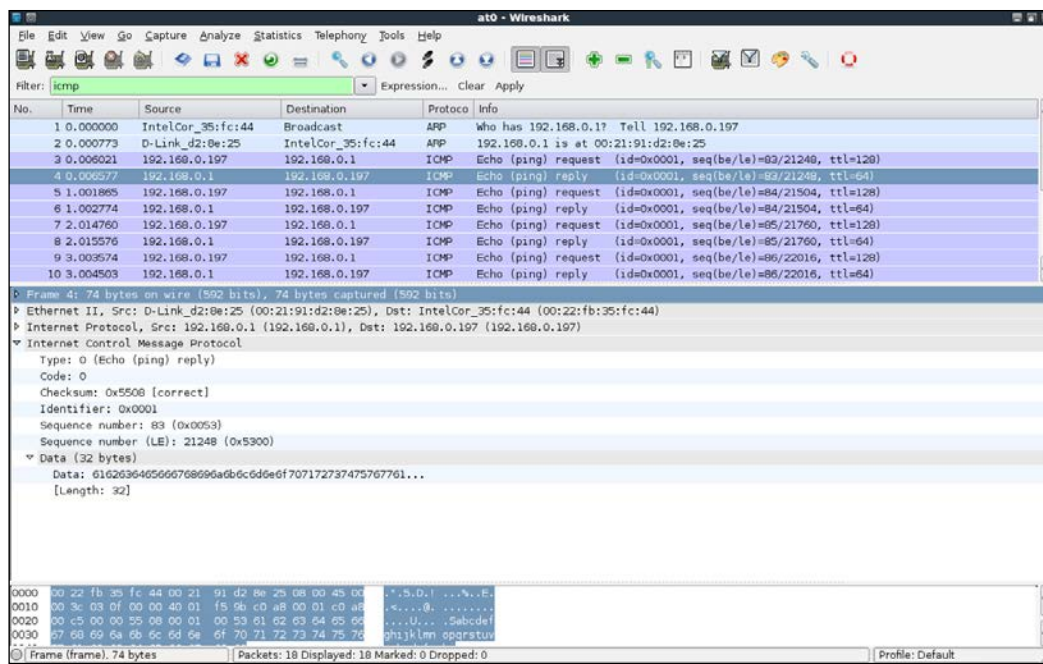 at0 - Wireshark
File Edit View Go Capture Analyze Statistics Telephony Tools Help
Filter: icmp Expression... Clear Apply
No. Time Source Destination Protoco Info
1 0.000000 IntelCor_35:fc:44 Broadcast ARP Who has 192.168.0.1? Tell 192.168.0.197
2 0.000773 D-Link_d2:8e:25 IntelCor_35:fc:44 ARP 192.168.0.1 is at 00:21:91:d2:8e:25
3 0.006021 192.168.0.197 192.168.0.1 ICMP Echo (ping) request (id=0x0001, seq(be/le)=83/21248, ttl=128)
4 0.006577 192.168.0.1 192.168.0.197 ICMP Echo (ping) reply (id=0x0001, seq(be/le)=83/21248, ttl=64)
5 1.001865 192.168.0.197 192.168.0.1 ICMP Echo (ping) request (id=0x0001, seq(be/le)=84/21504, ttl=128)
6 1.002774 192.168.0.1 192.168.0.197 ICMP Echo (ping) reply (id=0x0001, seq(be/le)=84/21504, ttl=64)
7 2.014760 192.168.0.197 192.168.0.1 ICMP Echo (ping) request (id=0x0001, seq(be/le)=85/21760, ttl=128)
8 2.015576 192.168.0.1 192.168.0.197 ICMP Echo (ping) reply (id=0x0001, seq(be/le)=85/21760, ttl=64)
9 3.003574 192.168.0.197 192.168.0.1 ICMP Echo (ping) request (id=0x0001, seq(be/le)=86/22016, ttl=128)
10 3.004503 192.168.0.1 192.168.0.197 ICMP Echo (ping) reply (id=0x0001, seq(be/le)=86/22016, ttl=64)
Frame 4: 74 bytes on wire (592 bits), 74 bytes captured (592 bits)
Ethernet II, Src: D-Link_d2:8e:25 (00:21:91:d2:8e:25), Dst: IntelCor_35:fc:44 (00:22:fb:35:fc:44)
Internet Protocol, Src: 192.168.0.1 (192.168.0.1), Dst: 192.168.0.197 (192.168.0.197)
Internet Control Message Protocol
Type: 0 (Echo (ping) reply)
Code: 0
Checksum: 0x5508 [correct]
Identifier: 0x0001
Sequence number: 83 (0x0053)
Sequence number (LE): 21248 (0x5300)
Data (32 bytes)
Data: 6162636465666768696a6b6c6d6e6f707172737475767761...
[Length: 32]
0000 00 22 fb 35 fc 44 00 21 91 d2 8e 25 08 00 45 00 .".5.D.! ...%..E.
0010 00 3c 03 0f 00 00 40 01 f5 9b c0 a8 00 01 c0 a8 .<....@. ........
0020 00 c5 00 00 55 08 00 01 00 53 61 62 63 64 65 66 ....U... .Sabcdef
0030 67 68 69 6a 6b 6c 6d 6e 6f 70 71 72 73 74 75 76 ghijklmn opqrstuv
Frame (frame), 74 bytes Packets: 18 Displayed: 18 Marked: 0 Dropped: 0 Profile: Default